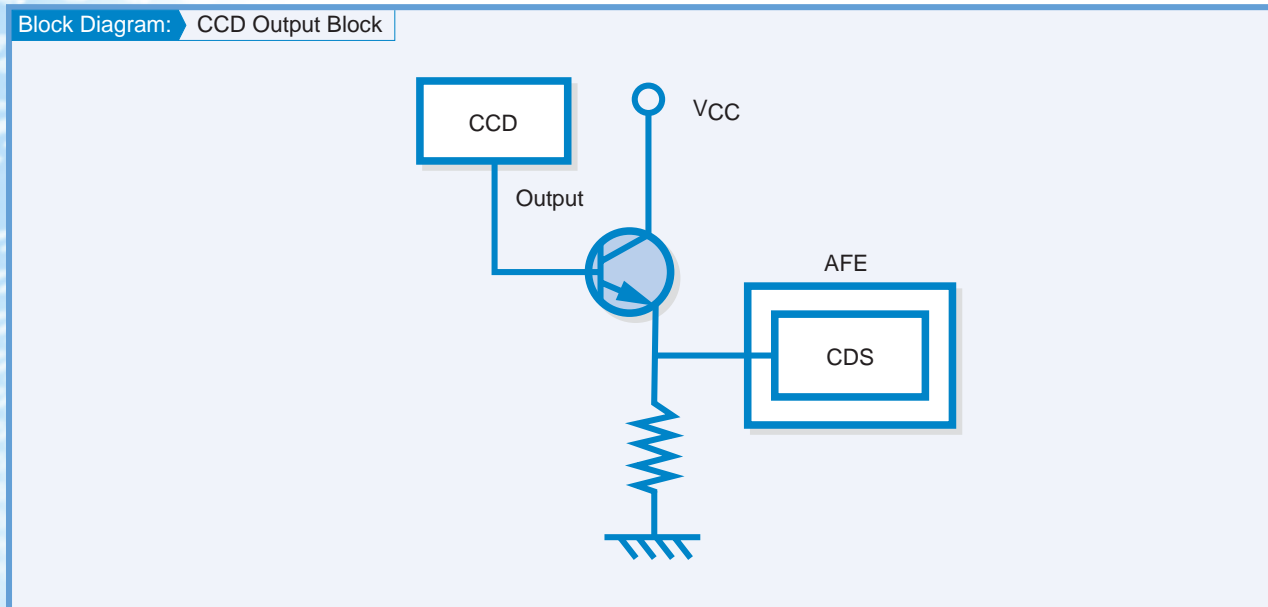 Block Diagram: CCD Output Block
CCD
VCC
Output
AFE
CDS